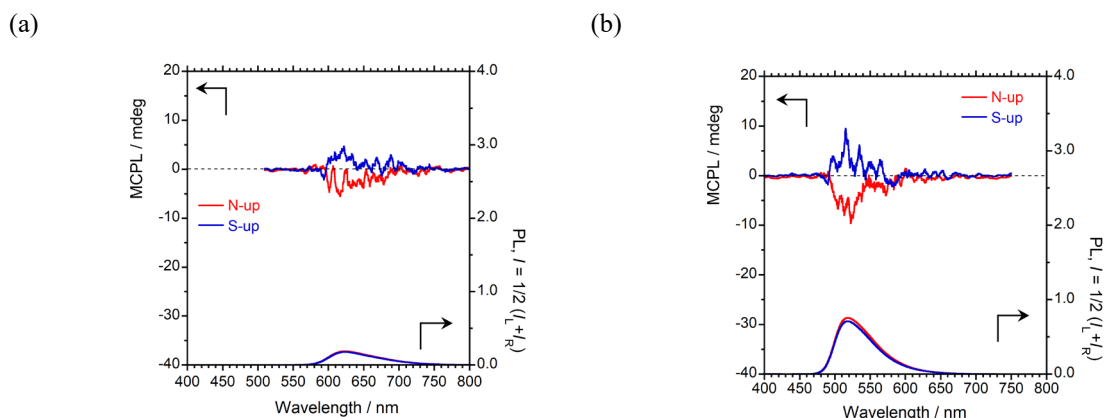 (a)
(b)
20
10
0
-10
-20
-30
-40
MCPL / mdeg
N-up
S-up
4.0
3.0
2.0
1.0
0.0
PL, I = 1/2 (I_L+I_R)
400 450 500 550 600 650 700 750 800
Wavelength / nm
20
10
0
-10
-20
-30
-40
MCPL / mdeg
N-up
S-up
4.0
3.0
2.0
1.0
0.0
PL, I = 1/2 (I_L+I_R)
400 460 500 550 600 650 700 750 800
Wavelength / nm